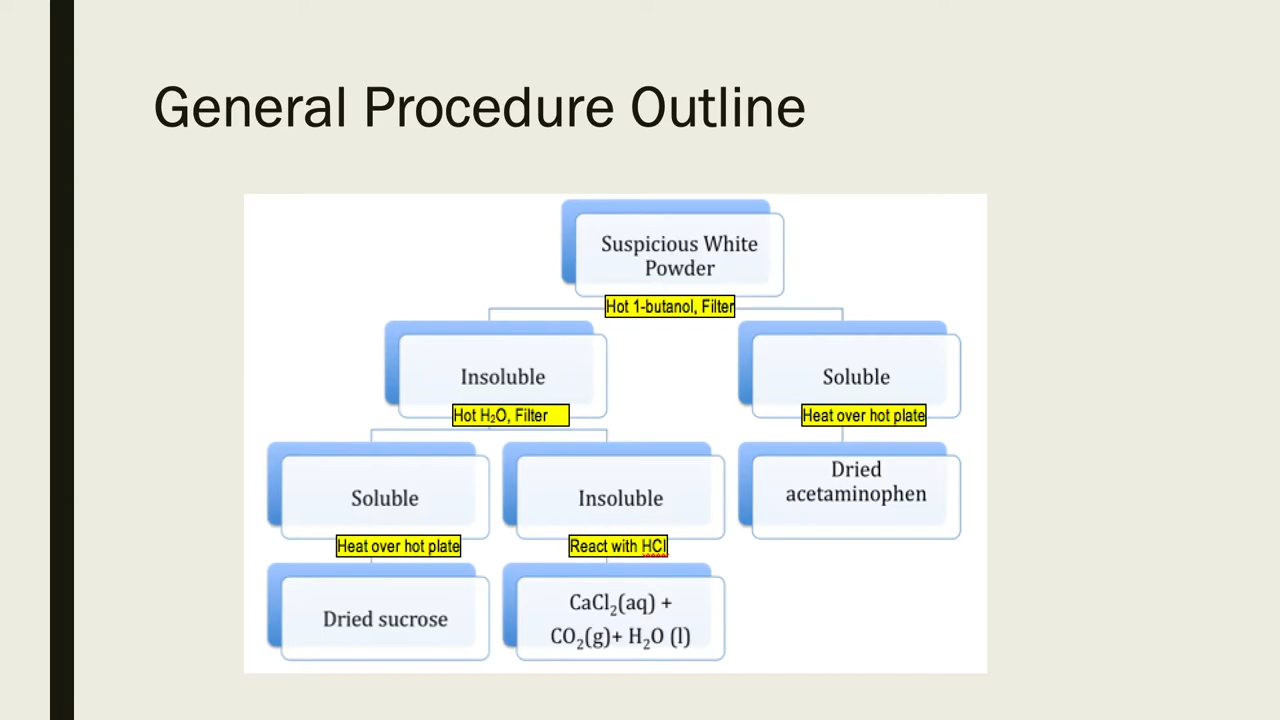 General Procedure Outline
Suspicious White
Powder
Hot 1-butanol, Filter
Insoluble
Soluble
Hot H₂O, Filter
Heat over hot plate
Soluble
Insoluble
Dried
acetaminophen
Heat over hot plate
React with HCl
Dried sucrose
CaCl₂(aq) +
CO₂(g)+ H₂O (l)